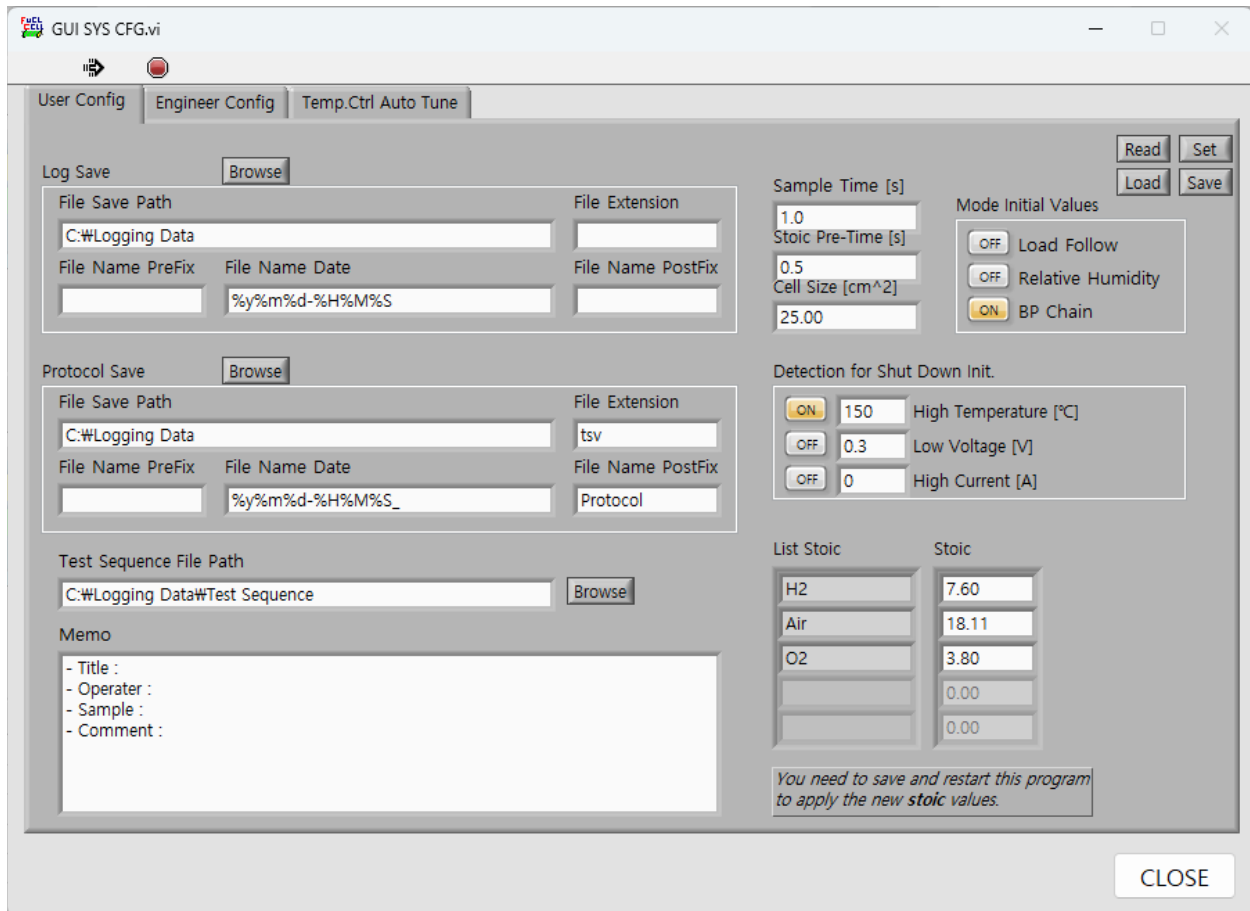 FuCL
CELL
GUI SYS CFG.vi
User Config
Engineer Config
Temp.Ctrl Auto Tune
Read
Set
Load
Save
Log Save
Browse
File Save Path
File Extension
C:₩Logging Data
File Name PreFix
File Name Date
File Name PostFix
%y%m%d-%H%M%S
Sample Time [s]
1.0
Stoic Pre-Time [s]
0.5
Cell Size [cm^2]
25.00
Mode Initial Values
OFF Load Follow
OFF Relative Humidity
ON BP Chain
Protocol Save
Browse
File Save Path
File Extension
C:₩Logging Data
tsv
File Name PreFix
File Name Date
File Name PostFix
%y%m%d-%H%M%S_
Protocol
Detection for Shut Down Init.
ON 150 High Temperature [℃]
OFF 0.3 Low Voltage [V]
OFF 0 High Current [A]
Test Sequence File Path
C:₩Logging Data₩Test Sequence
Browse
Memo
- Title :
- Operater :
- Sample :
- Comment :
List Stoic
Stoic
H2 7.60
Air 18.11
O2 3.80
0.00
0.00
You need to save and restart this program
to apply the new stoic values.
CLOSE